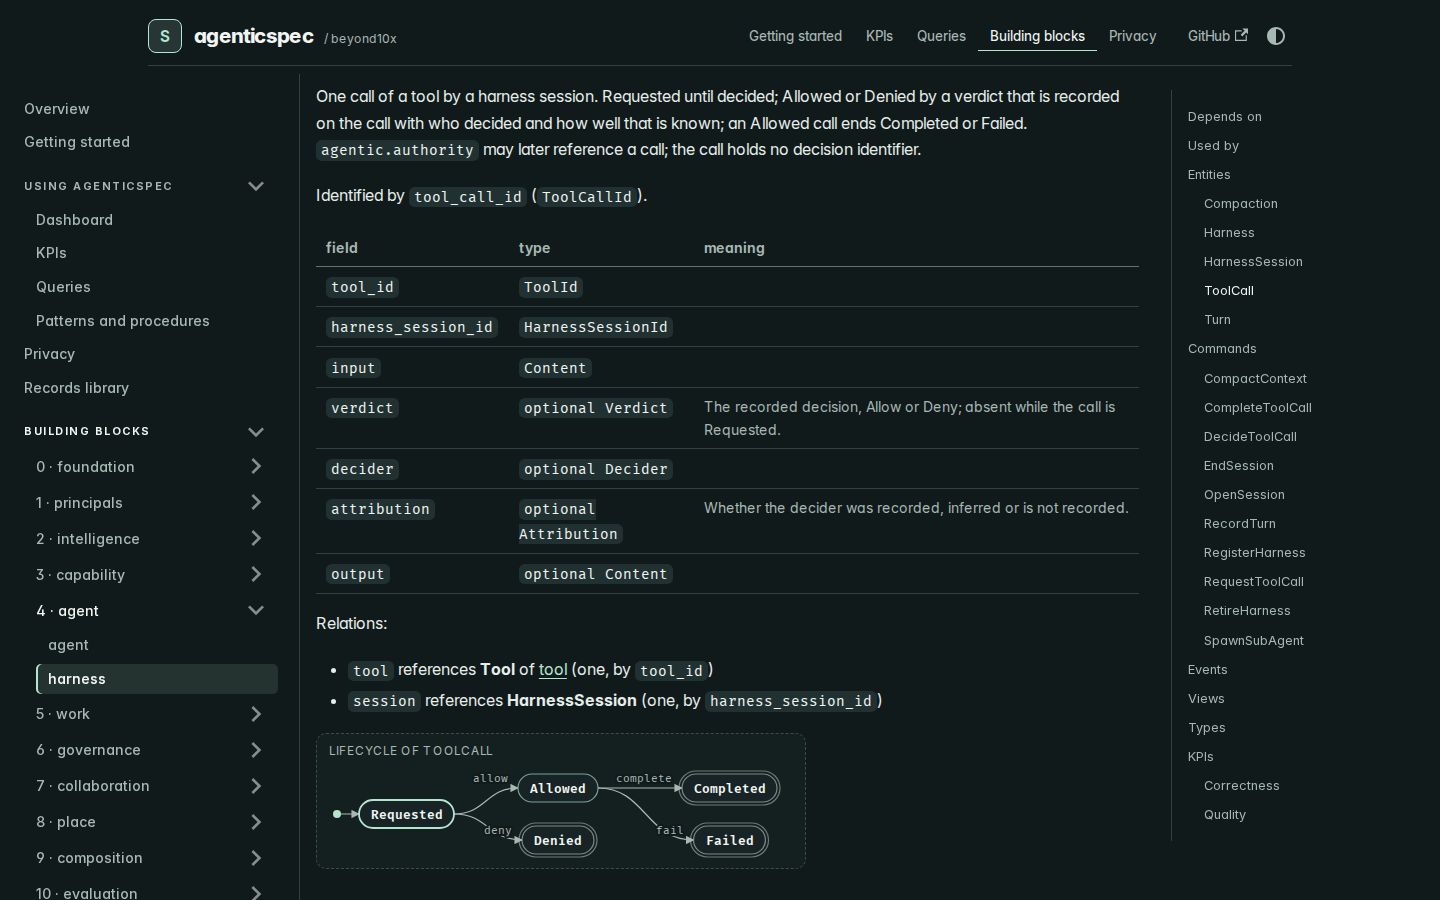 S agenticspec / beyond10x
Getting started KPIs Queries Building blocks Privacy GitHub
Overview
Getting started
USING AGENTICSPEC
Dashboard
KPIs
Queries
Patterns and procedures
Privacy
Records library
BUILDING BLOCKS
0 · foundation
1 · principals
2 · intelligence
3 · capability
4 · agent
agent
harness
5 · work
6 · governance
7 · collaboration
8 · place
9 · composition
10 · evaluation
One call of a tool by a harness session. Requested until decided; Allowed or Denied by a verdict that is recorded
on the call with who decided and how well that is known; an Allowed call ends Completed or Failed.
agentic.authority may later reference a call; the call holds no decision identifier.
Identified by tool_call_id ( ToolCallId ).
field type meaning
tool_id ToolId
harness_session_id HarnessSessionId
input Content
verdict optional Verdict The recorded decision, Allow or Deny; absent while the call is
Requested.
decider optional Decider
attribution optional Whether the decider was recorded, inferred or is not recorded.
Attribution
output optional Content
Relations:
• tool references Tool of tool (one, by tool_id )
• session references HarnessSession (one, by harness_session_id )
LIFECYCLE OF TOOLCALL
allow Allowed complete Completed
Requested
deny Denied fail Failed
Depends on
Used by
Entities
Compaction
Harness
HarnessSession
ToolCall
Turn
Commands
CompactContext
CompleteToolCall
DecideToolCall
EndSession
OpenSession
RecordTurn
RegisterHarness
RequestToolCall
RetireHarness
SpawnSubAgent
Events
Views
Types
KPIs
Correctness
Quality